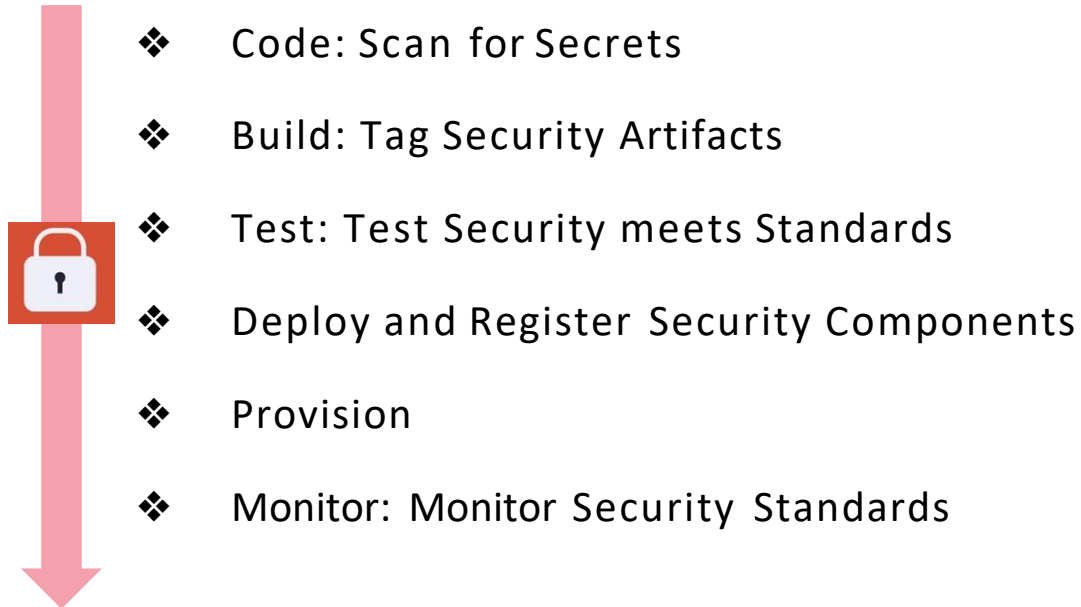 ❖ Code: Scan for Secrets
❖ Build: Tag Security Artifacts
❖ Test: Test Security meets Standards
❖ Deploy and Register Security Components
❖ Provision
❖ Monitor: Monitor Security Standards